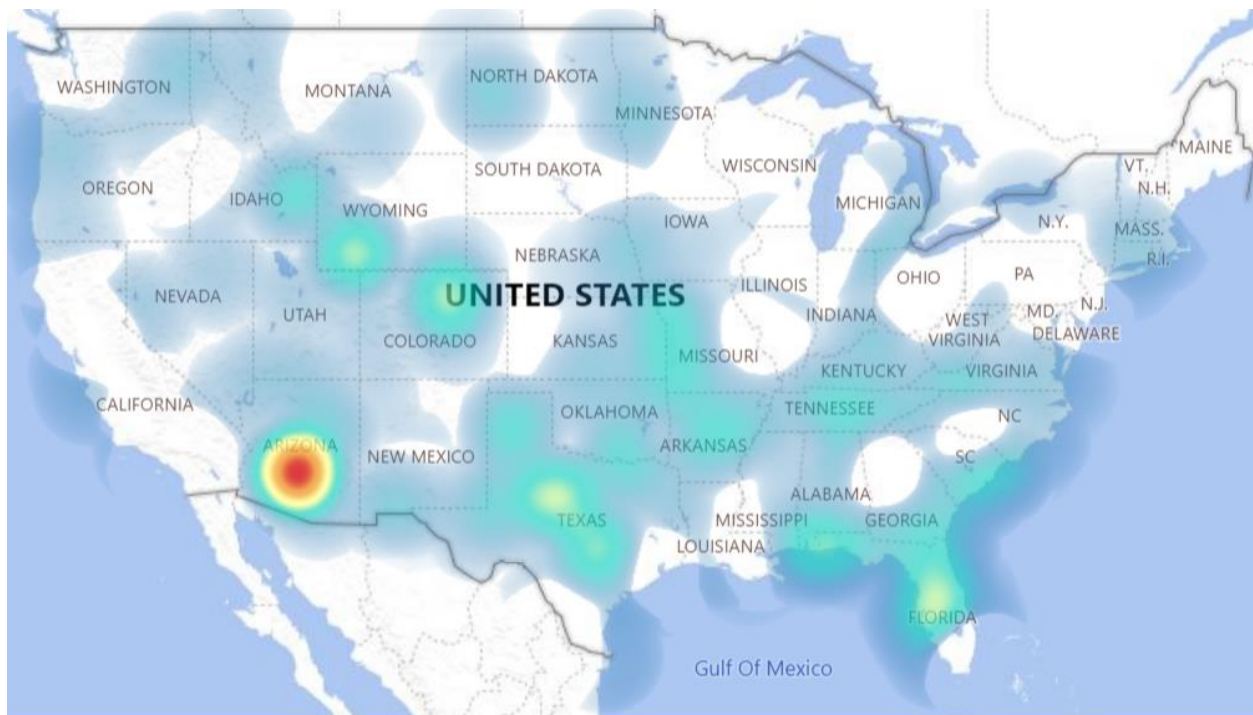 WASHINGTON
MONTANA
NORTH DAKOTA
MINNESOTA
MAINE
VT.
N.H.
OREGON
IDAHO
WYOMING
SOUTH DAKOTA
WISCONSIN
MICHIGAN
N.Y.
MASS.
R.I.
IOWA
NEBRASKA
NEVADA
UTAH
UNITED STATES
ILLINOIS
INDIANA
OHIO
PA
N.J.
MD.
DELAWARE
COLORADO
KANSAS
MISSOURI
WEST
VIRGINIA
KENTUCKY
VIRGINIA
CALIFORNIA
ARIZONA
NEW MEXICO
OKLAHOMA
ARKANSAS
TENNESSEE
NC
SC
TEXAS
LOUISIANA
MISSISSIPPI
ALABAMA
GEORGIA
FLORIDA
Gulf Of Mexico